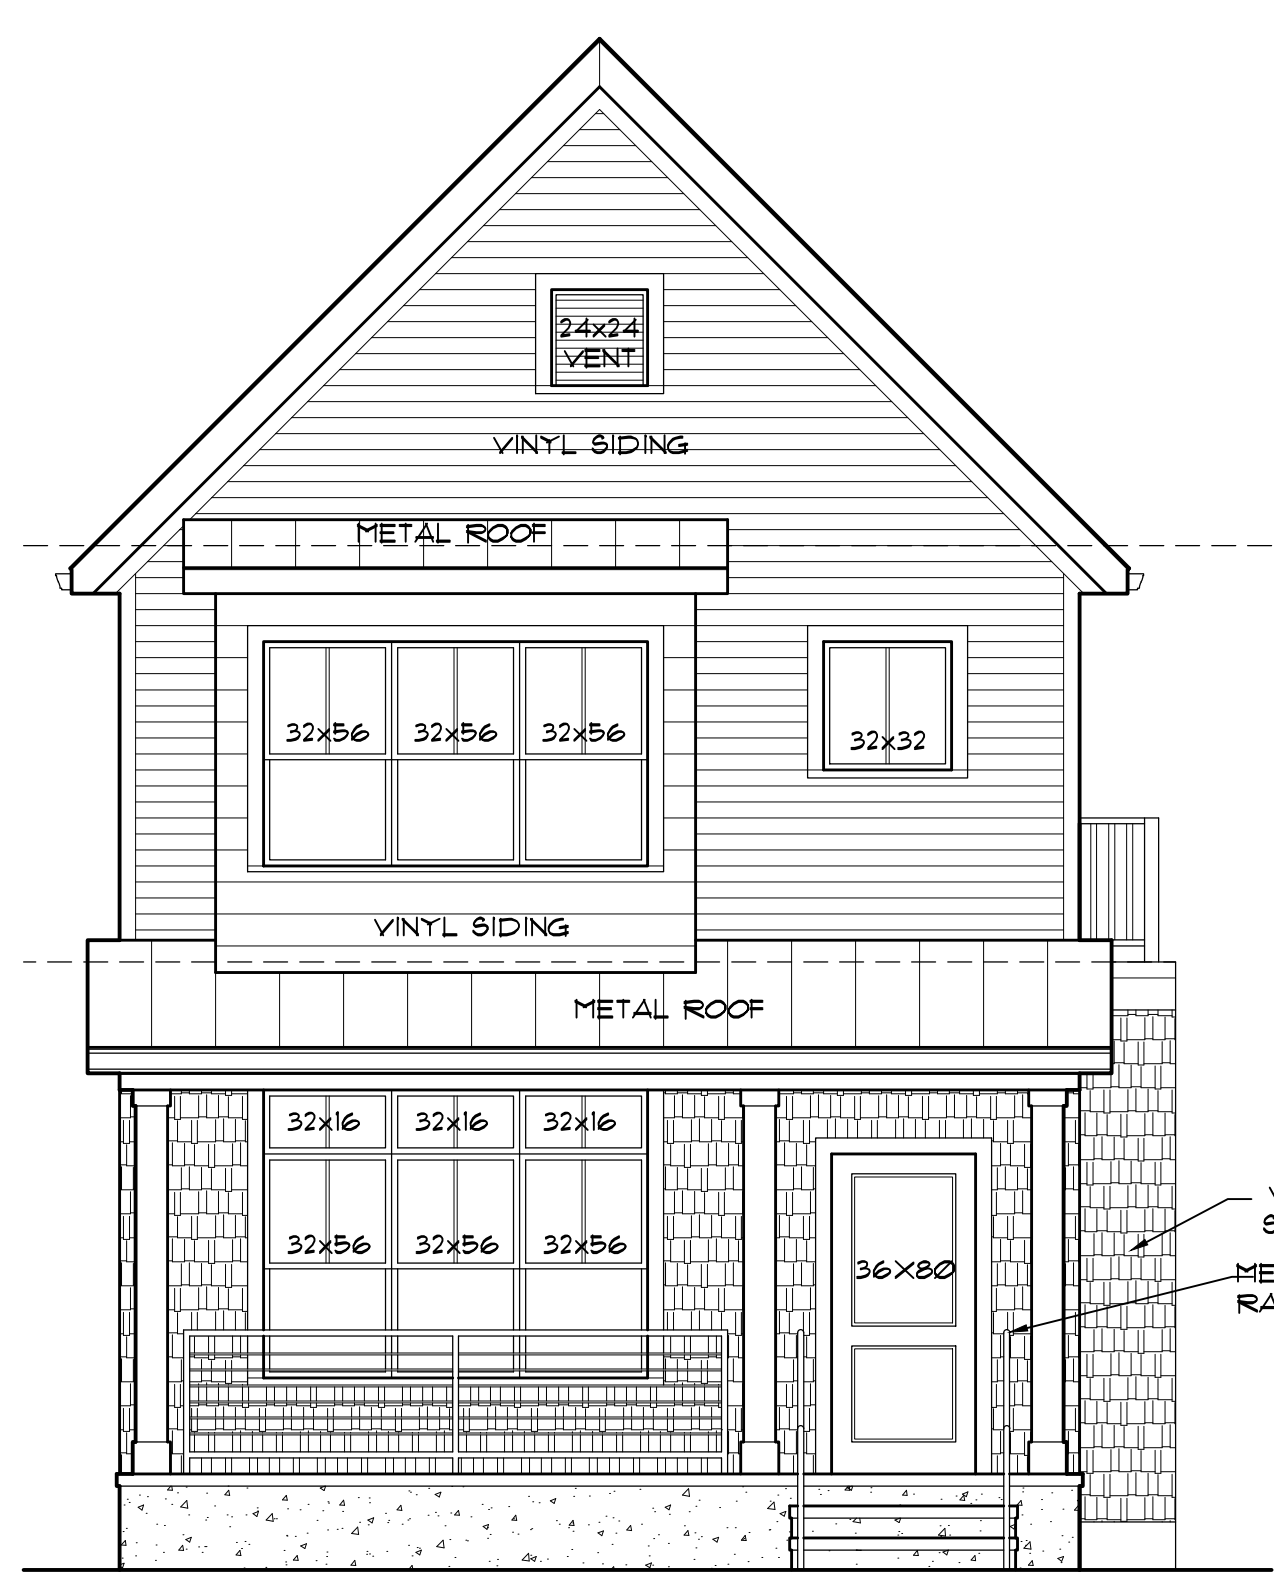 24x24
VENT
VINYL SIDING
METAL ROOF
32x56 32x56 32x56
32x32
VINYL SIDING
METAL ROOF
32x16 32x16 32x16
32x56 32x56 32x56
36X80